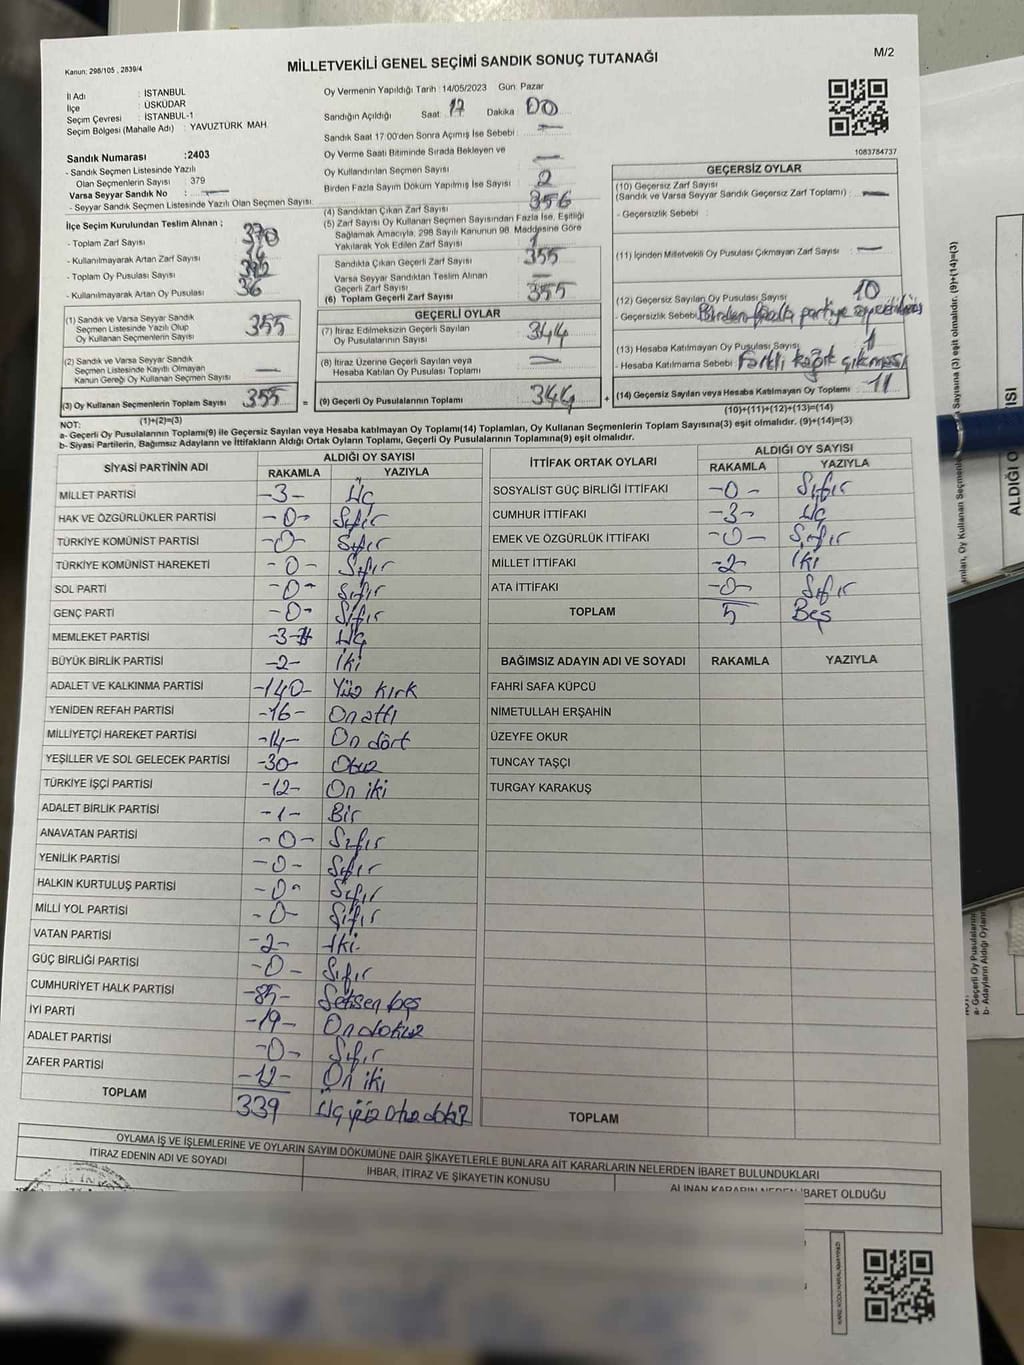 Kanun; 298/105 , 2839/4
MİLLETVEKİLİ GENEL SEÇİMİ SANDIK SONUÇ TUTANAĞI
M/2
İl Adı : İSTANBUL
İlçe : ÜSKÜDAR
Seçim Çevresi : İSTANBUL-1
Seçim Bölgesi (Mahalle Adı) : YAVUZTÜRK MAH.
Sandık Numarası :2403
- Sandık Seçmen Listesinde Yazılı
Olan Seçmenlerin Sayısı : 379
Varsa Seyyar Sandık No : —
- Seyyar Sandık Seçmen Listesinde Yazılı Olan Seçmen Sayısı:
Oy Vermenin Yapıldığı Tarih :14/05/2023 Gün: Pazar
Sandığın Açıldığı Saat 17 Dakika 00
Sandık Saat 17:00'den Sonra Açımış İse Sebebi : —
Oy Verme Saati Bitiminde Sırada Bekleyen ve
Oy Kullandırılan Seçmen Sayısı —
Birden Fazla Sayım Döküm Yapılmış İse Sayısı : 2
1083784737
İlçe Seçim Kurulundan Teslim Alınan ;
- Toplam Zarf Sayısı : 370
- Kullanılmayarak Artan Zarf Sayısı :
- Toplam Oy Pusulası Sayısı :
- Kullanılmayarak Artan Oy Pusulası : 36
(1) Sandık ve Varsa Seyyar Sandık
Seçmen Listesinde Yazılı Olup
Oy Kullanan Seçmenlerin Sayısı : 355
(2) Sandık ve Varsa Seyyar Sandık
Seçmen Listesinde Kayıtlı Olmayan
Kanun Gereği Oy Kullanan Seçmen Sayısı : —
(3) Oy Kullanan Seçmenlerin Toplam Sayısı : 355 =
(4) Sandıktan Çıkan Zarf Sayısı : 356
(5) Zarf Sayısı Oy Kullanan Seçmen Sayısından Fazla İse, Eşitliği
Sağlamak Amacıyla, 298 Sayılı Kanunun 98. Maddesine Göre
Yakılarak Yok Edilen Zarf Sayısı : 1
Sandıkta Çıkan Geçerli Zarf Sayısı : 355
Varsa Seyyar Sandıktan Teslim Alınan
Geçerli Zarf Sayısı : —
(6) Toplam Geçerli Zarf Sayısı : 355
GEÇERLİ OYLAR
(7) İtiraz Edilmeksizin Geçerli Sayılan
Oy Pusulalarının Sayısı : 344
(8) İtiraz Üzerine Geçerli Sayılan veya
Hesaba Katılan Oy Pusulası Toplamı : —
(9) Geçerli Oy Pusulalarının Toplamı : 344 +
GEÇERSİZ OYLAR
(10) Geçersiz Zarf Sayısı
(Sandık ve Varsa Seyyar Sandık Geçersiz Zarf Toplamı) : —
- Geçersizlik Sebebi :
(11) İçinden Milletvekili Oy Pusulası Çıkmayan Zarf Sayısı : —
(12) Geçersiz Sayılan Oy Pusulası Sayısı : 10
- Geçersizlik Sebebi: Birden fazla partiye
(13) Hesaba Katılmayan Oy Pusulası Sayısı : 1
- Hesaba Katılmama Sebebi : Farklı kağıt çıkması
(14) Geçersiz Sayılan veya Hesaba Katılmayan Oy Toplamı : 11
NOT: (1)+(2)=(3) (10)+(11)+(12)+(13)=(14)
a- Geçerli Oy Pusulalarının Toplamı(9) ile Geçersiz Sayılan veya Hesaba katılmayan Oy Toplamı(14) Toplamları, Oy Kullanan Seçmenlerin Toplam Sayısına(3) eşit olmalıdır. (9)+(14)=(3)
b- Siyasi Partilerin, Bağımsız Adayların ve İttifakların Aldığı Ortak Oyların Toplamı, Geçerli Oy Pusulalarının Toplamına(9) eşit olmalıdır.
SİYASİ PARTİNİN ADI ALDIĞI OY SAYISI
RAKAMLA YAZIYLA
MİLLET PARTİSİ -3- Üç
HAK VE ÖZGÜRLÜKLER PARTİSİ -0- Sıfır
TÜRKİYE KOMÜNİST PARTİSİ -0- Sıfır
TÜRKİYE KOMÜNİST HAREKETİ -0- Sıfır
SOL PARTİ -0- Sıfır
GENÇ PARTİ -0- Sıfır
MEMLEKET PARTİSİ -3- Üç
BÜYÜK BİRLİK PARTİSİ -2- İki
ADALET VE KALKINMA PARTİSİ -140- Yüz kırk
YENİDEN REFAH PARTİSİ -16- On altı
MİLLİYETÇİ HAREKET PARTİSİ -14- On dört
YEŞİLLER VE SOL GELECEK PARTİSİ -30- Otuz
TÜRKİYE İŞÇİ PARTİSİ -12- On iki
ADALET BİRLİK PARTİSİ -1- Bir
ANAVATAN PARTİSİ -0- Sıfır
YENİLİK PARTİSİ -0- Sıfır
HALKIN KURTULUŞ PARTİSİ -0- Sıfır
MİLLİ YOL PARTİSİ -0- Sıfır
VATAN PARTİSİ -2- İki
GÜÇ BİRLİĞİ PARTİSİ -0- Sıfır
CUMHURİYET HALK PARTİSİ -85- Seksen beş
İYİ PARTİ -19- On dokuz
ADALET PARTİSİ -0- Sıfır
ZAFER PARTİSİ -12- On iki
TOPLAM 339 Üç yüz otuz dokuz
İTTİFAK ORTAK OYLARI ALDIĞI OY SAYISI
RAKAMLA YAZIYLA
SOSYALİST GÜÇ BİRLİĞİ İTTİFAKI -0- Sıfır
CUMHUR İTTİFAKI -3- Üç
EMEK VE ÖZGÜRLÜK İTTİFAKI -0- Sıfır
MİLLET İTTİFAKI -2- İki
ATA İTTİFAKI -0- Sıfır
TOPLAM 5 Beş
BAĞIMSIZ ADAYIN ADI VE SOYADI RAKAMLA YAZIYLA
FAHRİ SAFA KÜPCÜ
NİMETULLAH ERŞAHİN
ÜZEYFE OKUR
TUNCAY TAŞÇI
TURGAY KARAKUŞ
TOPLAM
OYLAMA İŞ VE İŞLEMLERİNE VE OYLARIN SAYIM DÖKÜMÜNE DAİR ŞİKAYETLERLE BUNLARA AİT KARARLARIN NELERDEN İBARET BULUNDUKLARI
İTİRAZ EDENİN ADI VE SOYADI
İHBAR, İTİRAZ VE ŞİKAYETİN KONUSU
ALINAN KARARIN NEDEN İBARET OLDUĞU
Sayısına (3) eşit olmalıdır. (9)+(14)=(3)
amları, Oy Kullanan Seçmenlerin
ALDIĞI O
ISI
a- Geçerli Oy Pusulalarının
b- Adayların Aldığı Oyların